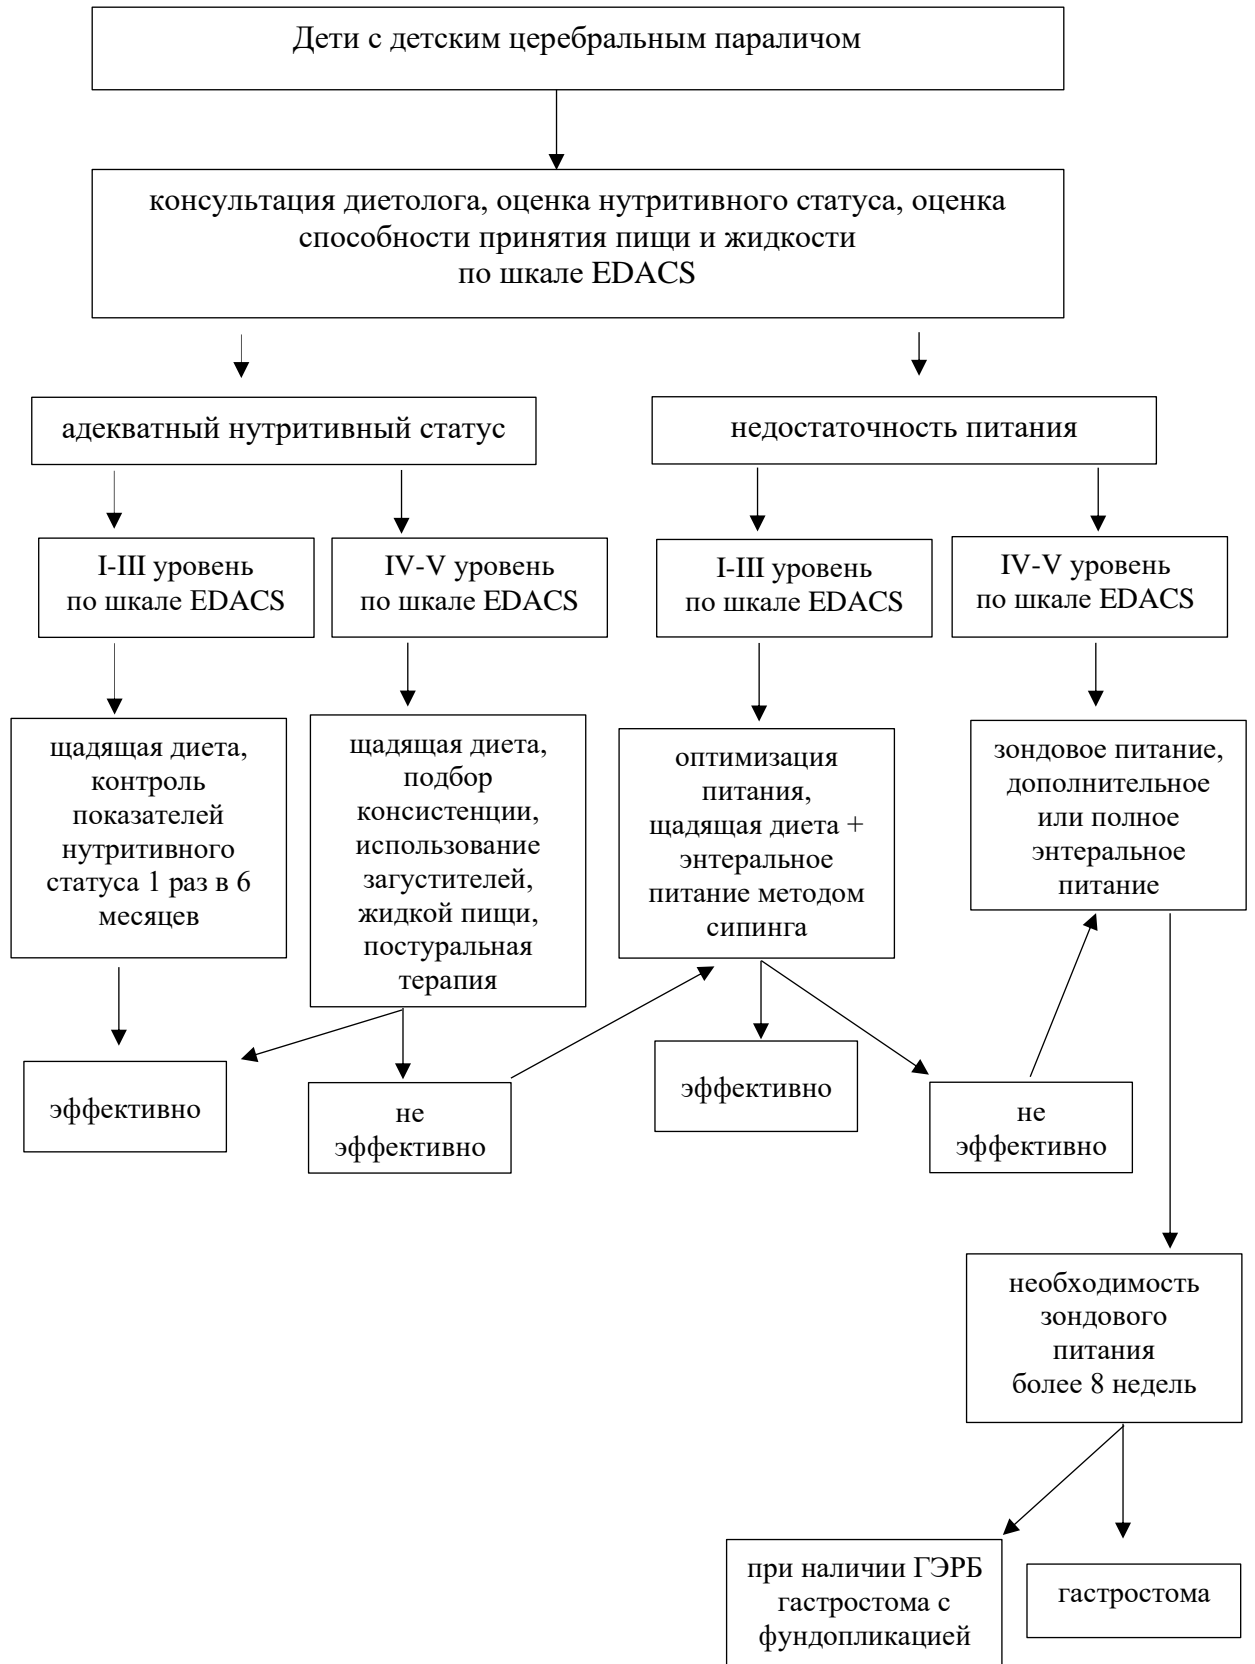 Дети с детским церебральным параличом
консультация диетолога, оценка нутритивного статуса, оценка
способности принятия пищи и жидкости
по шкале EDACS
адекватный нутритивный статус
недостаточность питания
I-III уровень
по шкале EDACS
IV-V уровень
по шкале EDACS
I-III уровень
по шкале EDACS
IV-V уровень
по шкале EDACS
щадящая диета,
контроль
показателей
нутритивного
статуса 1 раз в 6
месяцев
щадящая диета,
подбор
консистенции,
использование
загустителей,
жидкой пищи,
постуральная
терапия
оптимизация
питания,
щадящая диета +
энтеральное
питание методом
сипинга
зондовое питание,
дополнительное
или полное
энтеральное
питание
эффективно
не
эффективно
эффективно
не
эффективно
необходимость
зондового
питания
более 8 недель
при наличии ГЭРБ
гастростома с
фундопликацией
гастростома